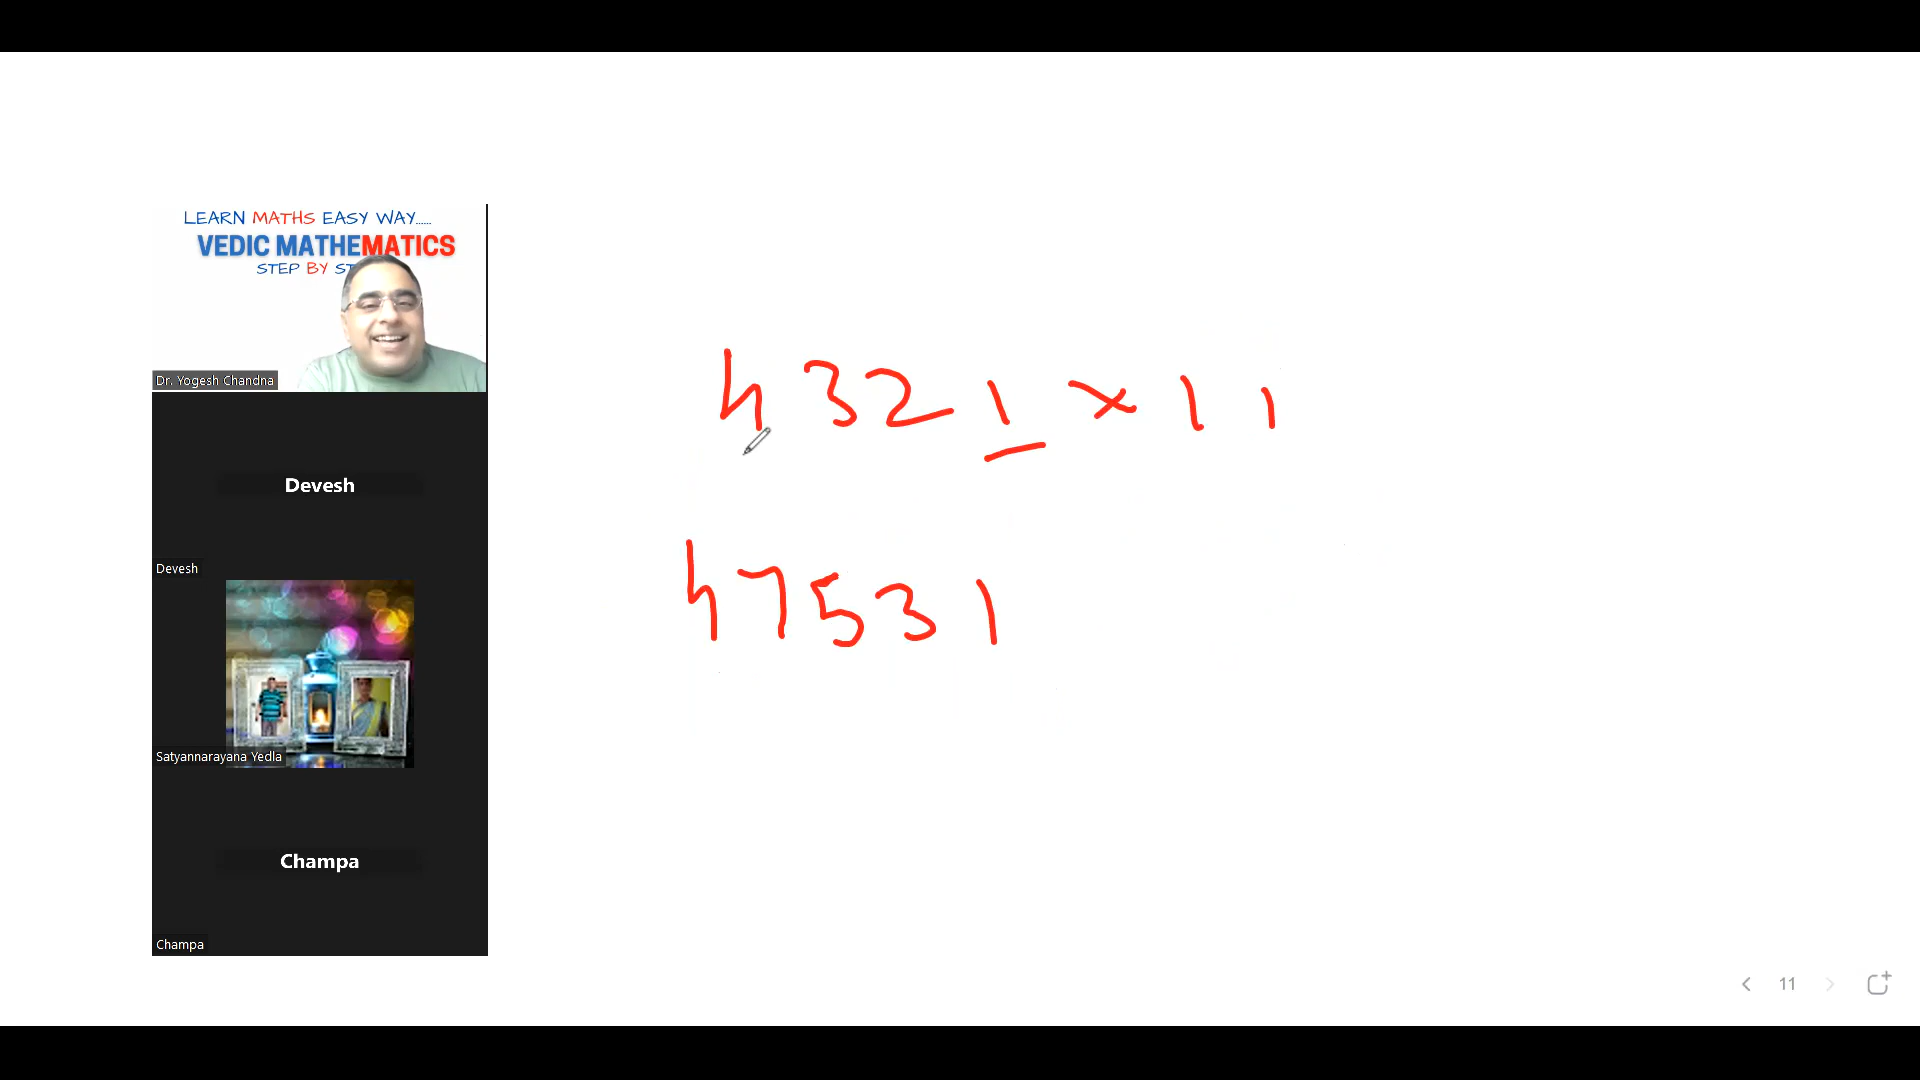 LEARN MATHS EASY WAY......
VEDIC MATHEMATICS
STEP BY ST
Dr. Yogesh Chandna
Devesh
Devesh
Satyannarayana Yedla
Champa
Champa
4321 × 11
47531
11